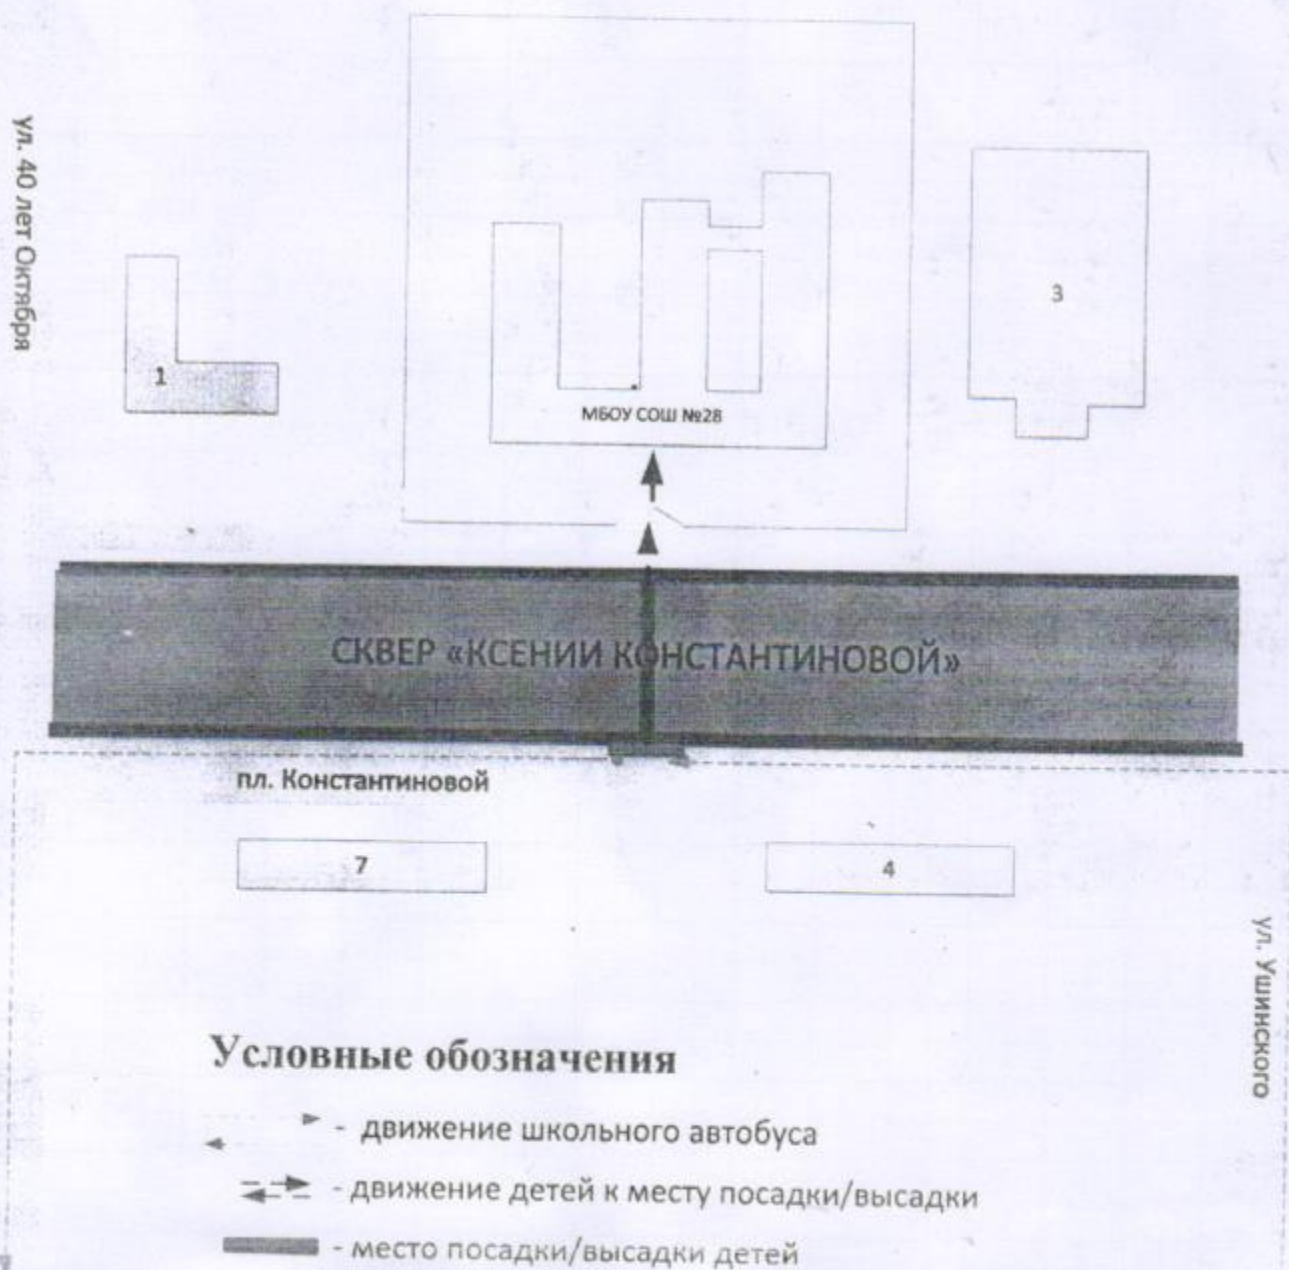 ул. 40 лет Октября
1
МБОУ СОШ №28
3
СКВЕР «КСЕНИИ КОНСТАНТИНОВОЙ»
пл. Константиновой
7
4
ул. Ушинского
Условные обозначения
- движение школьного автобуса
- движение детей к месту посадки/высадки
- место посадки/высадки детей